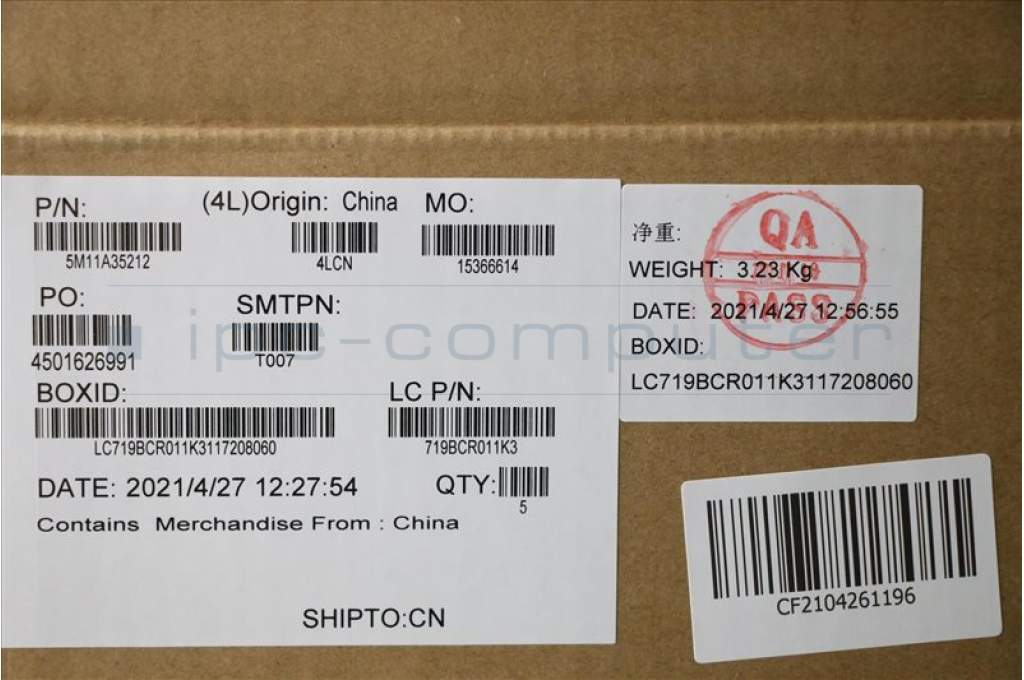 P/N: (4L)Origin: China MO:
5M11A35212 4LCN 15366614
PO: SMTPN:
4501626991 T007
BOXID: LC P/N:
LC719BCR011K3117208060 719BCR011K3
DATE: 2021/4/27 12:27:54 QTY:
5
Contains Merchandise From : China
SHIPTO:CN
净重:
WEIGHT: 3.23 Kg
DATE: 2021/4/27 12:56:55
BOXID:
LC719BCR011K3117208060
QA
PASS
CF2104261196
ipc-computer